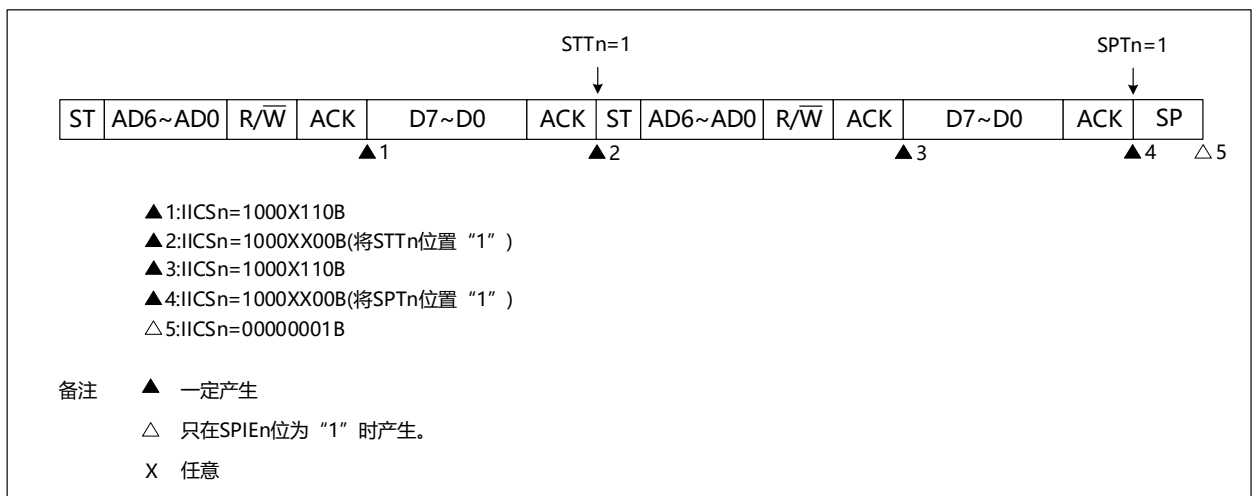 STTn=1 SPTn=1
ST AD6~AD0 R/W̅ ACK D7~D0 ACK ST AD6~AD0 R/W̅ ACK D7~D0 ACK SP
▲1 ▲2 ▲3 ▲4 △5
▲1:IICSn=1000X110B
▲2:IICSn=1000XX00B(将STTn位置“1”)
▲3:IICSn=1000X110B
▲4:IICSn=1000XX00B(将SPTn位置“1”)
△5:IICSn=00000001B
备注 ▲ 一定产生
△ 只在SPIEn位为“1”时产生。
X 任意